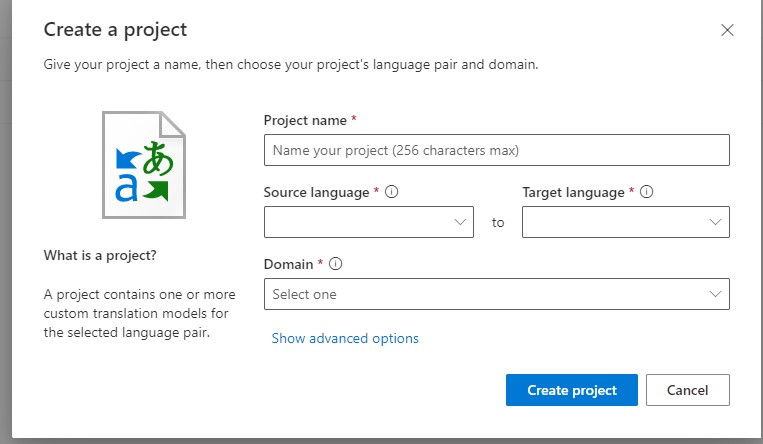 Create a project
Give your project a name, then choose your project's language pair and domain.
あ
a
Project name *
Name your project (256 characters max)
Source language *
Target language *
to
What is a project?
Domain *
A project contains one or more
custom translation models for
the selected language pair.
Select one
Show advanced options
Create project
Cancel